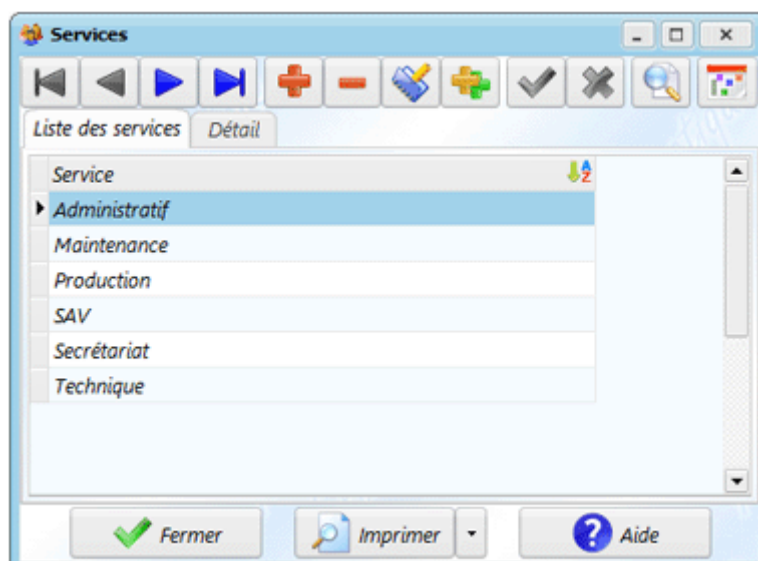 Services
Liste des services Détail
Service
Administratif
Maintenance
Production
SAV
Secrétariat
Technique
Fermer Imprimer Aide